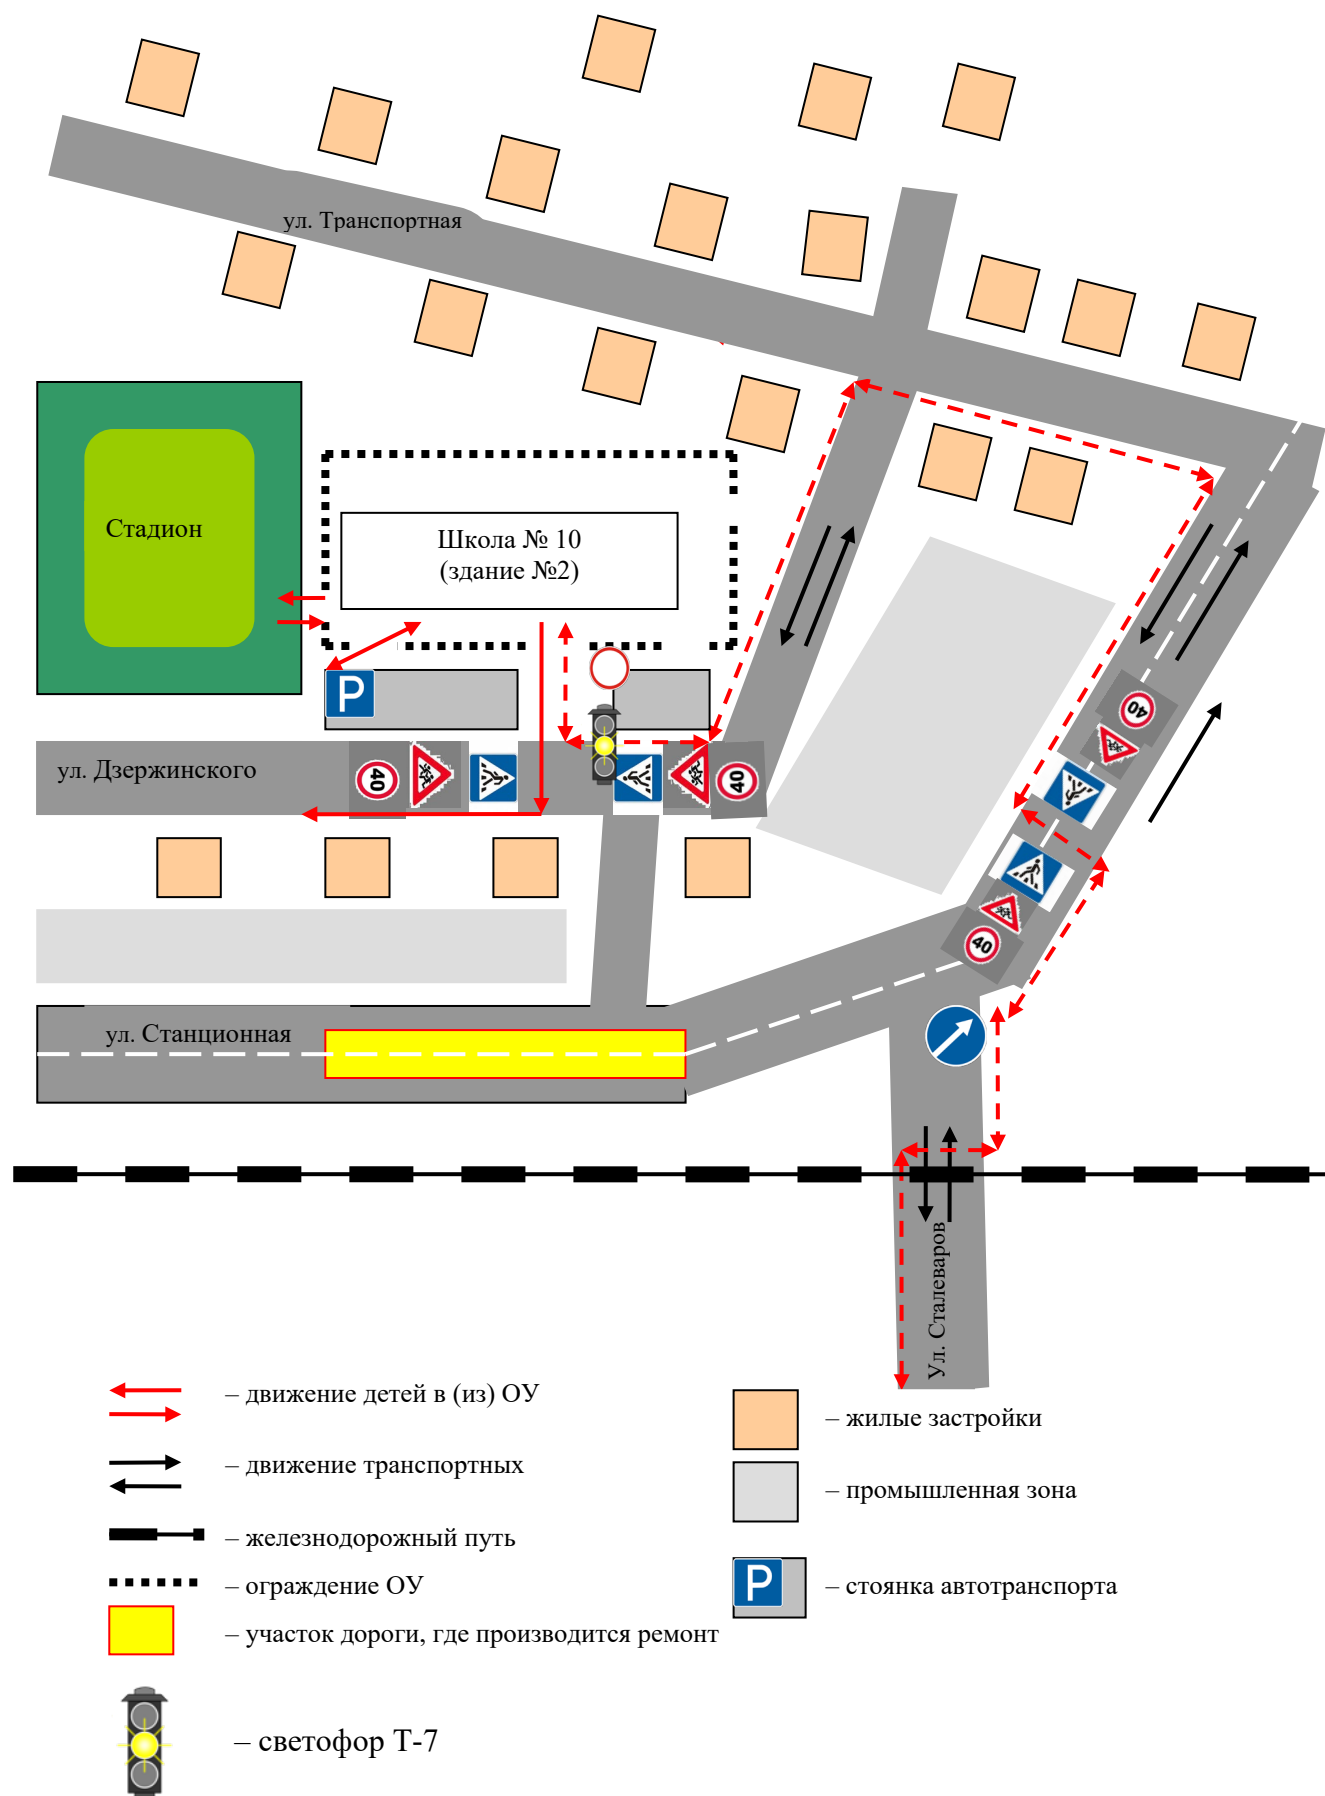 ул. Транспортная
Стадион
Школа № 10
(здание №2)
P
ул. Дзержинского
40
40
40
40
ул. Станционная
Ул. Сталеваров
– движение детей в (из) ОУ
– движение транспортных
– железнодорожный путь
– ограждение ОУ
– участок дороги, где производится ремонт
– светофор Т-7
– жилые застройки
– промышленная зона
P
– стоянка автотранспорта